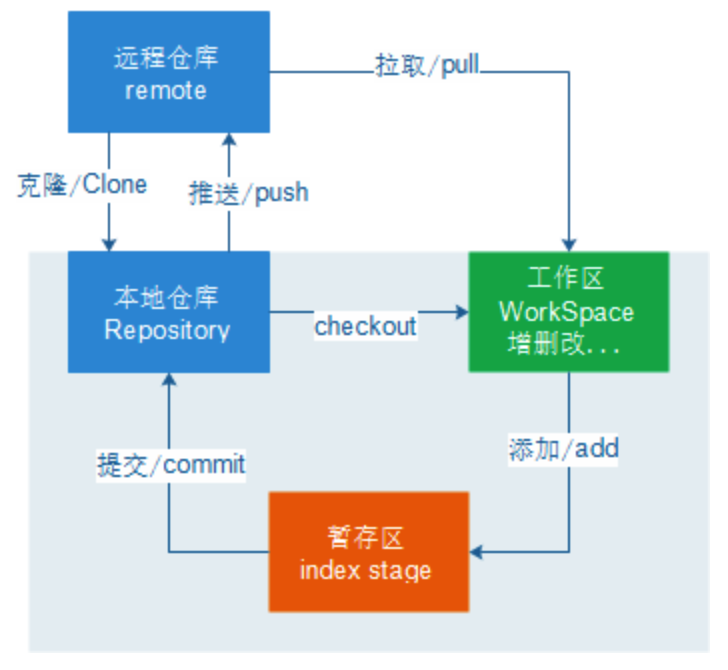 远程仓库
remote
拉取/pull
克隆/Clone
推送/push
本地仓库
Repository
checkout
工作区
WorkSpace
增删改...
提交/commit
添加/add
暂存区
index stage